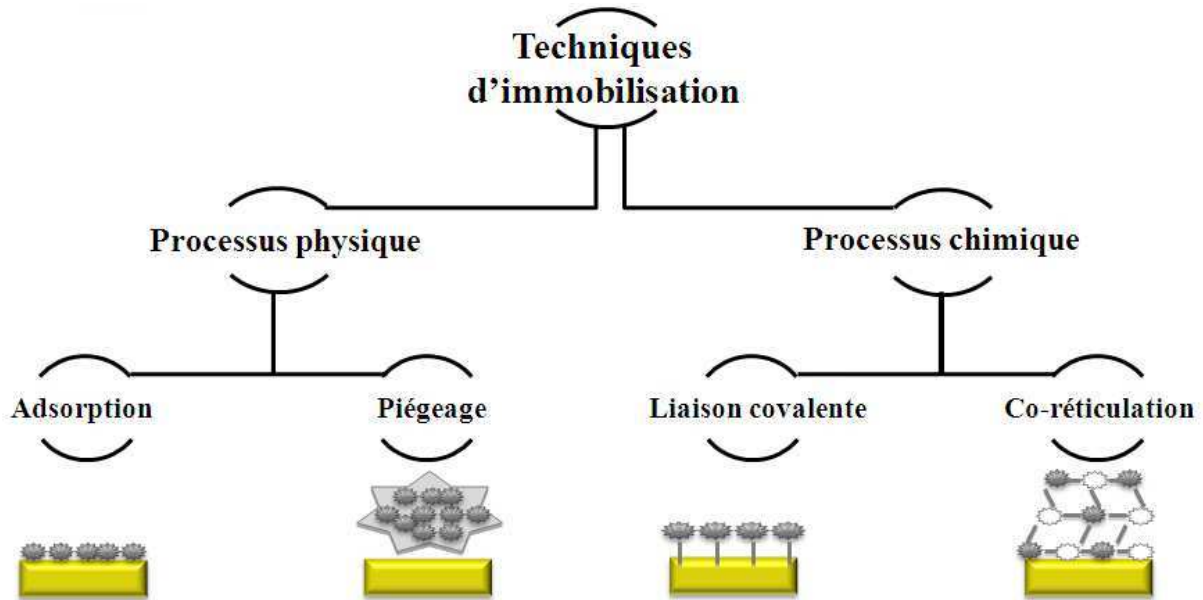 Techniques
d’immobilisation
Processus physique
Processus chimique
Adsorption
Piégeage
Liaison covalente
Co-réticulation